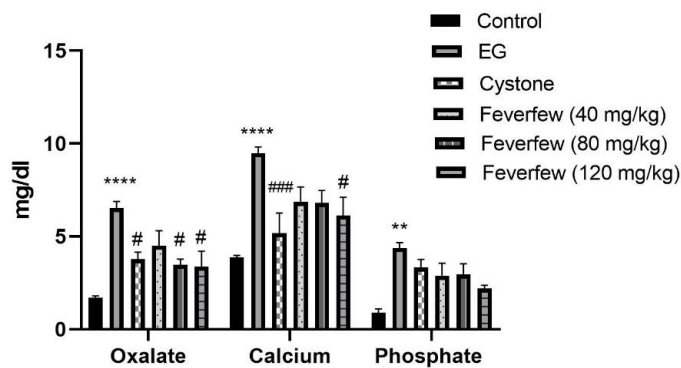 Control
EG
Cystone
Feverfew (40 mg/kg)
Feverfew (80 mg/kg)
Feverfew (120 mg/kg)
mg/dl
15
10
5
0
****
#
#
#
****
###
#
**
Oxalate
Calcium
Phosphate